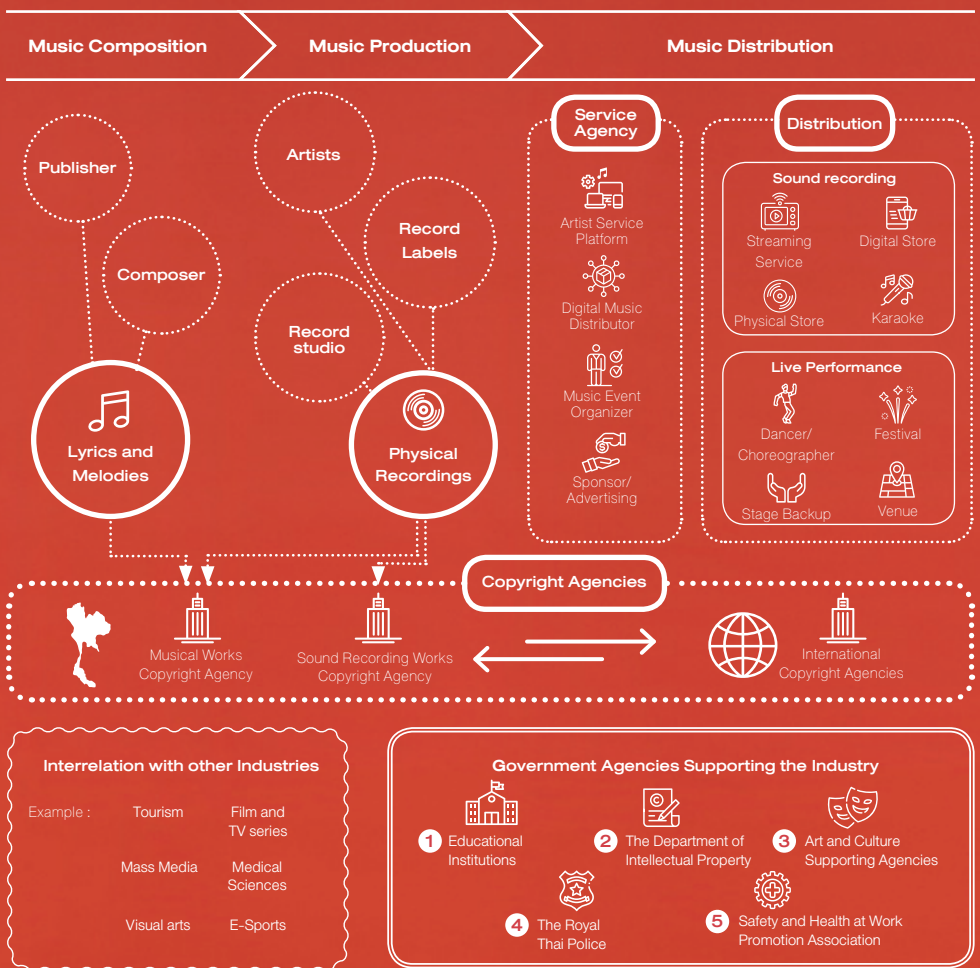 Music Composition
Music Production
Music Distribution
Publisher
Composer
Lyrics and
Melodies
Artists
Record
Labels
Record
studio
Physical
Recordings
Service
Agency
Artist Service
Platform
Digital Music
Distributor
Music Event
Organizer
Sponsor/
Advertising
Distribution
Sound recording
Streaming
Service
Digital Store
Physical Store
Karaoke
Live Performance
Dancer/
Choreographer
Festival
Stage Backup
Venue
Copyright Agencies
Musical Works
Copyright Agency
Sound Recording Works
Copyright Agency
International
Copyright Agencies
Interrelation with other Industries
Example :
Tourism
Film and
TV series
Mass Media
Medical
Sciences
Visual arts
E-Sports
Government Agencies Supporting the Industry
1 Educational
Institutions
2 The Department of
Intellectual Property
3 Art and Culture
Supporting Agencies
4 The Royal
Thai Police
5 Safety and Health at Work
Promotion Association